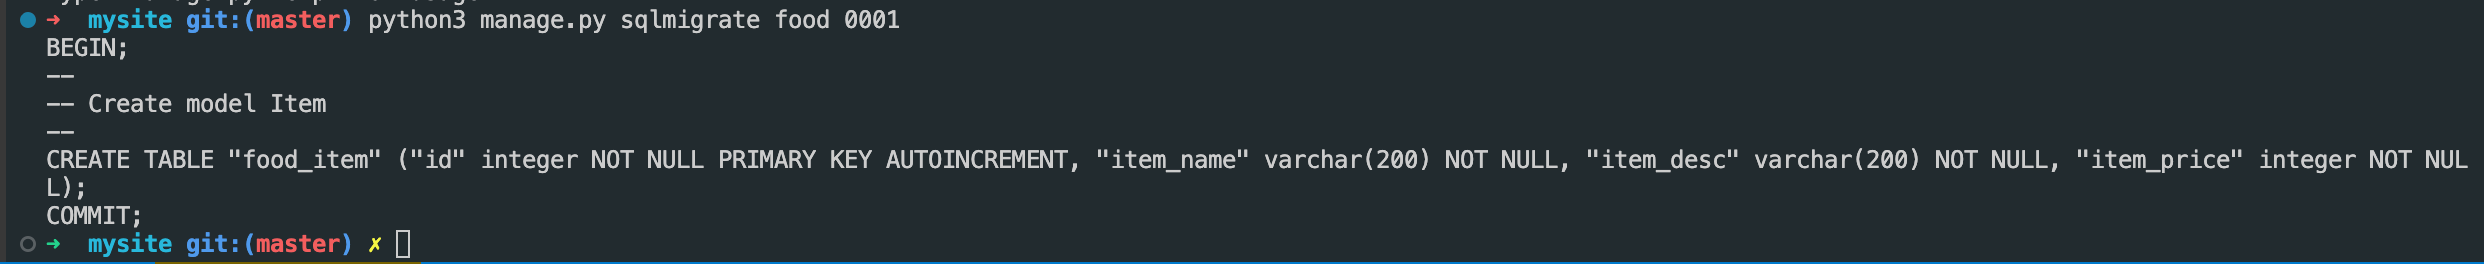 ➜ mysite git:(master) python3 manage.py sqlmigrate food 0001
BEGIN;
--
-- Create model Item
--
CREATE TABLE "food_item" ("id" integer NOT NULL PRIMARY KEY AUTOINCREMENT, "item_name" varchar(200) NOT NULL, "item_desc" varchar(200) NOT NULL, "item_price" integer NOT NUL
L);
COMMIT;
➜ mysite git:(master) ✗